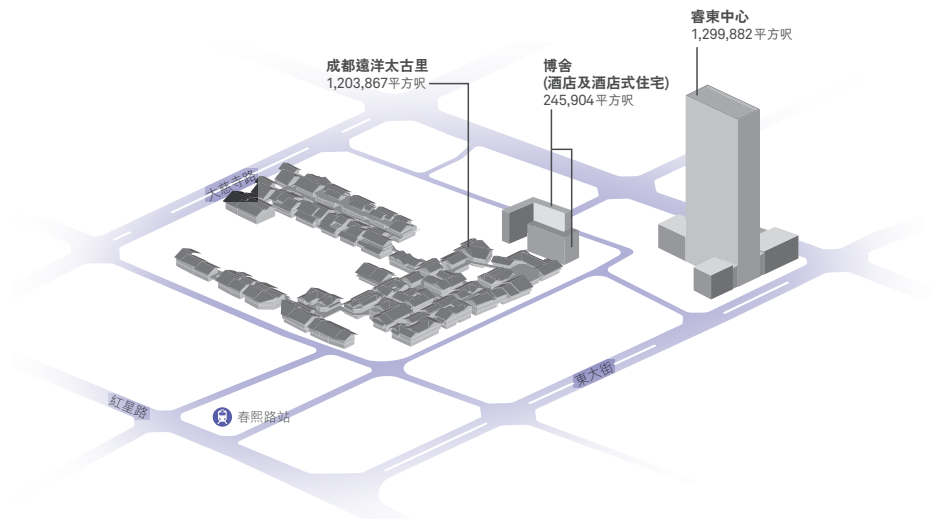 睿東中心
1,299,882平方呎
成都遠洋太古里
1,203,867平方呎
博舍
(酒店及酒店式住宅)
245,904平方呎
大慈寺路
東大街
紅星路
春熙路站